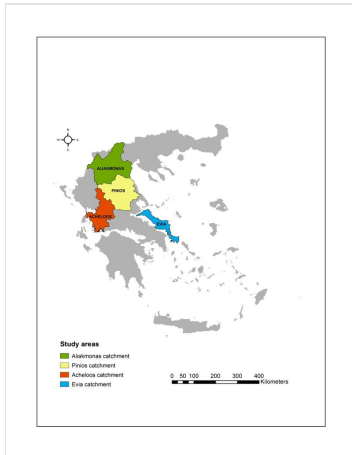 N
ALIAKMONAS
PINIOS
ACHELOOS
EVIA
Study areas
Aliakmonas catchment
Pinios catchment
Acheloos catchment
Evia catchment
0 50 100 200 300 400
Kilometers